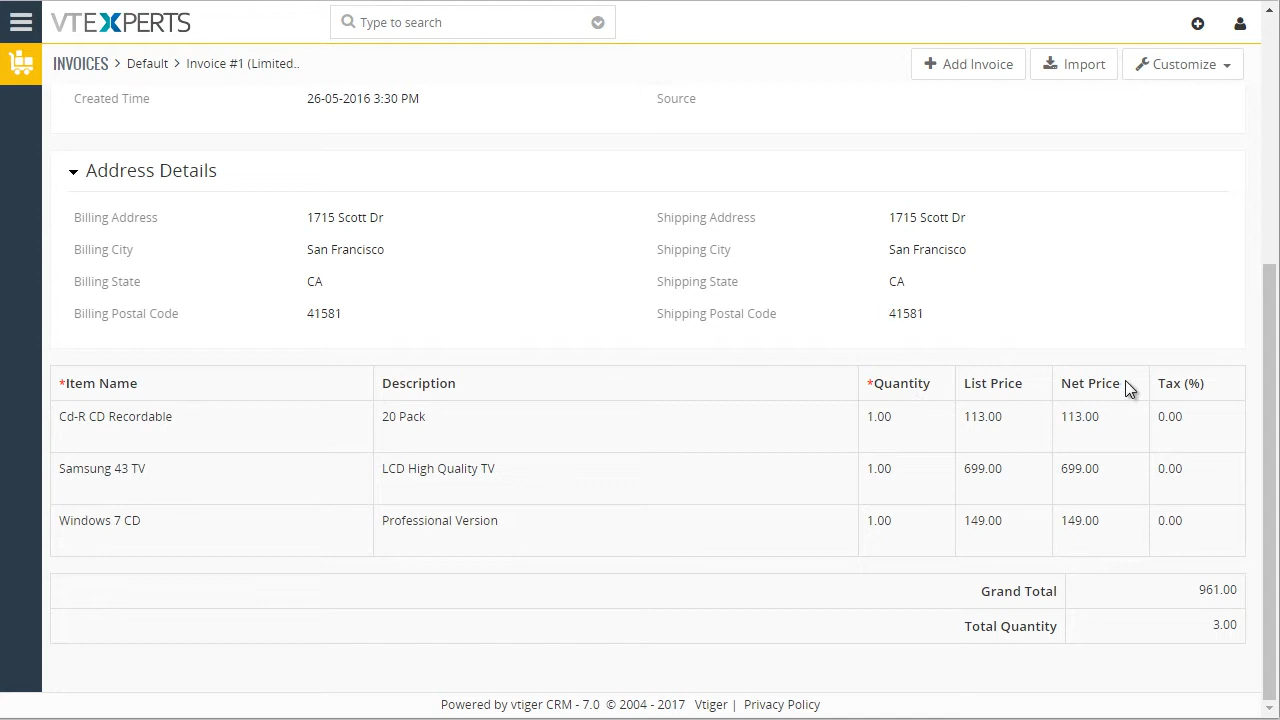 VTEXPERTS
Type to search
INVOICES > Default > Invoice #1 (Limited..
Add Invoice
Import
Customize
Created Time 26-05-2016 3:30 PM Source
Address Details
Billing Address 1715 Scott Dr Shipping Address 1715 Scott Dr
Billing City San Francisco Shipping City San Francisco
Billing State CA Shipping State CA
Billing Postal Code 41581 Shipping Postal Code 41581
*Item Name Description *Quantity List Price Net Price Tax (%)
Cd-R CD Recordable 20 Pack 1.00 113.00 113.00 0.00
Samsung 43 TV LCD High Quality TV 1.00 699.00 699.00 0.00
Windows 7 CD Professional Version 1.00 149.00 149.00 0.00
Grand Total 961.00
Total Quantity 3.00
Powered by vtiger CRM - 7.0 © 2004 - 2017 Vtiger | Privacy Policy